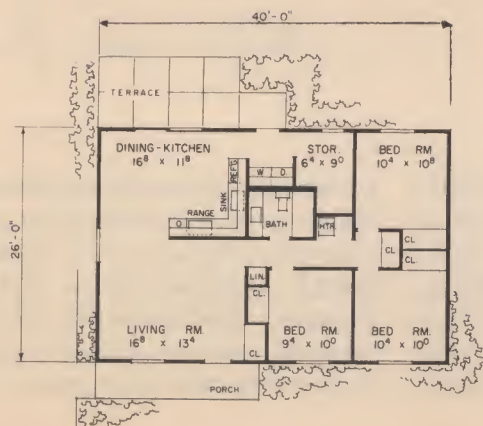 40'-0"
TERRACE
DINING-KITCHEN
16⁸ x 11⁸
STOR.
6⁴ x 9⁰
BED RM
10⁴ x 10⁸
REFG
W D
SINK
RANGE
O
BATH
HTR
CL
CL
CL.
26'-0"
LIN.
CL.
LIVING RM.
16⁸ x 13⁴
BED RM.
9⁴ x 10⁰
BED RM.
10⁴ x 10⁰
CL
PORCH